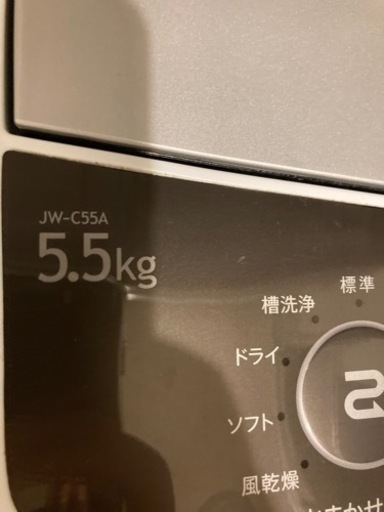 JW-C55A
5.5kg
標準
槽洗浄
ドライ
ソフト
風乾燥